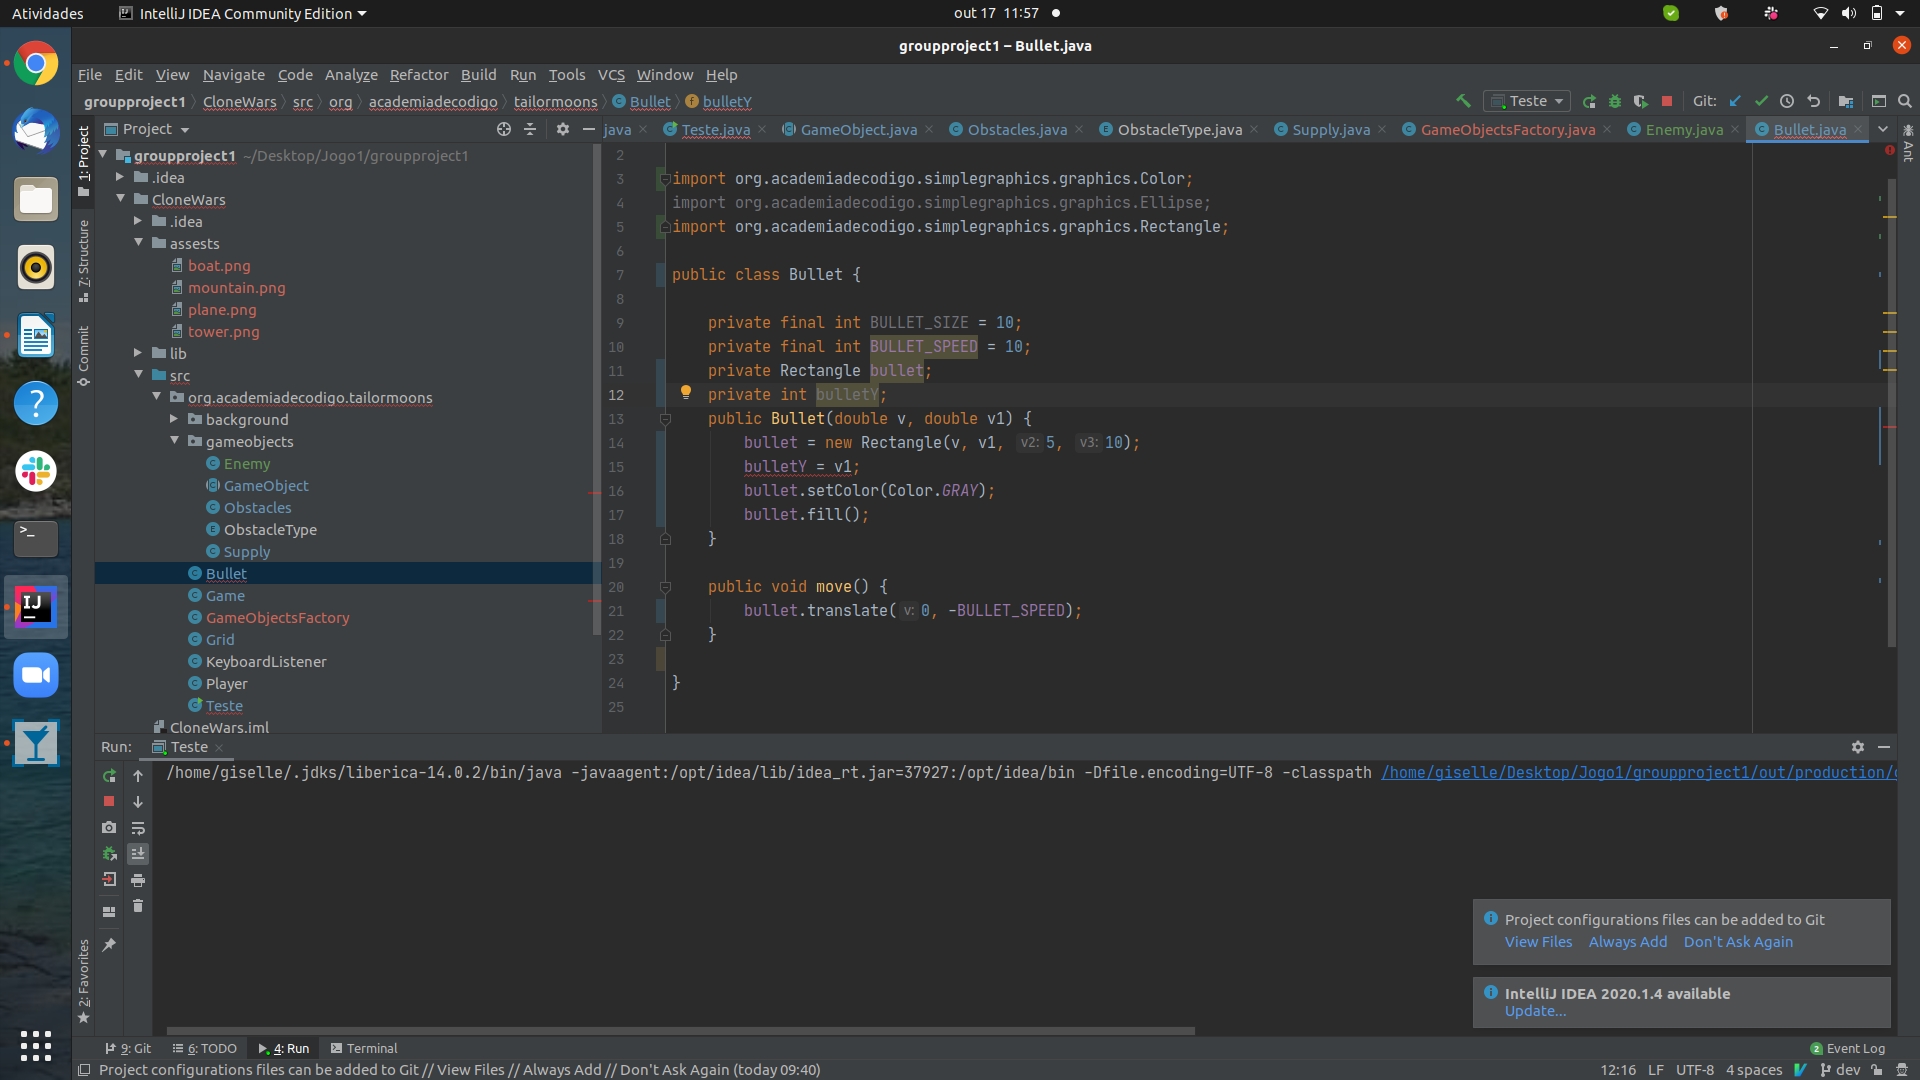 Atividades
IntelliJ IDEA Community Edition
out 17 11:57
groupproject1 – Bullet.java
File Edit View Navigate Code Analyze Refactor Build Run Tools VCS Window Help
groupproject1 CloneWars src org academiadecodigo tailormoons Bullet bulletY
Teste
Git:
Project
java Teste.java GameObject.java Obstacles.java ObstacleType.java Supply.java GameObjectsFactory.java Enemy.java Bullet.java
1: Project
7: Structure
Commit
2: Favorites
Ant
groupproject1 ~/Desktop/Jogo1/groupproject1
.idea
CloneWars
.idea
assests
boat.png
mountain.png
plane.png
tower.png
lib
src
org.academiadecodigo.tailormoons
background
gameobjects
Enemy
GameObject
Obstacles
ObstacleType
Supply
Bullet
Game
GameObjectsFactory
Grid
KeyboardListener
Player
Teste
CloneWars.iml
2
3 import org.academiadecodigo.simplegraphics.graphics.Color;
4 import org.academiadecodigo.simplegraphics.graphics.Ellipse;
5 import org.academiadecodigo.simplegraphics.graphics.Rectangle;
6
7 public class Bullet {
8
9 private final int BULLET_SIZE = 10;
10 private final int BULLET_SPEED = 10;
11 private Rectangle bullet;
12 private int bulletY;
13 public Bullet(double v, double v1) {
14 bullet = new Rectangle(v, v1, v2: 5, v3: 10);
15 bulletY = v1;
16 bullet.setColor(Color.GRAY);
17 bullet.fill();
18 }
19
20 public void move() {
21 bullet.translate( v: 0, -BULLET_SPEED);
22 }
23
24 }
25
Run: Teste
/home/giselle/.jdks/liberica-14.0.2/bin/java -javaagent:/opt/idea/lib/idea_rt.jar=37927:/opt/idea/bin -Dfile.encoding=UTF-8 -classpath /home/giselle/Desktop/Jogo1/groupproject1/out/production/
Project configurations files can be added to Git
View Files Always Add Don't Ask Again
IntelliJ IDEA 2020.1.4 available
Update...
9: Git 6: TODO 4: Run Terminal
2 Event Log
Project configurations files can be added to Git // View Files // Always Add // Don't Ask Again (today 09:40)
12:16 LF UTF-8 4 spaces dev